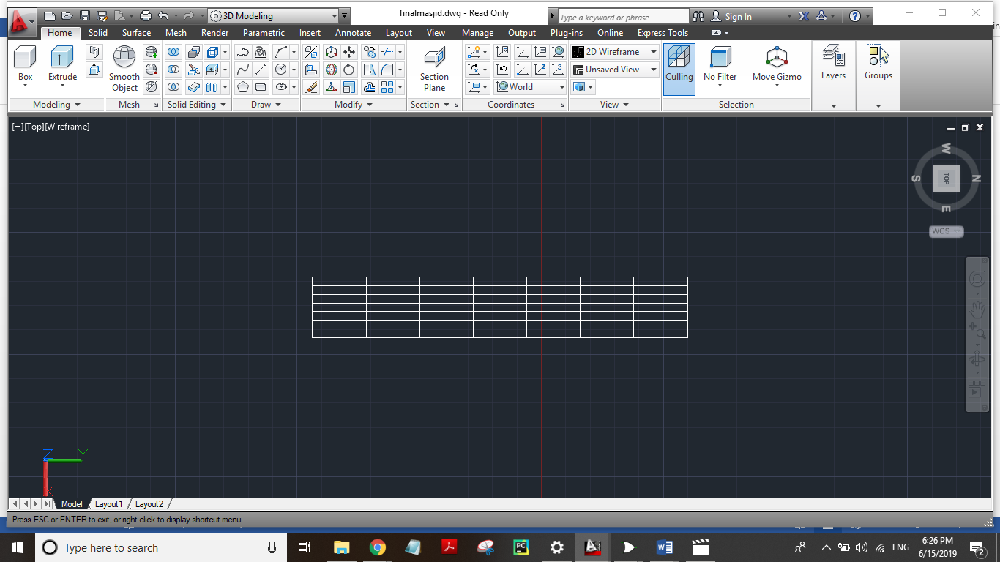 3D Modeling
finalmasjid.dwg - Read Only
Type a keyword or phrase
Sign In
Home Solid Surface Mesh Render Parametric Insert Annotate Layout View Manage Output Plug-ins Online Express Tools
Box
Extrude
Smooth Object
Section Plane
World
2D Wireframe
Unsaved View
Culling
No Filter
Move Gizmo
Layers
Groups
Modeling Mesh Solid Editing Draw Modify Section Coordinates View Selection
[−][Top][Wireframe]
W
S TOP N
E
WCS
Z
Y
X
Model Layout1 Layout2
Press ESC or ENTER to exit, or right-click to display shortcut-menu.
Type here to search
PC
W
ENG
6:26 PM
6/15/2019
2